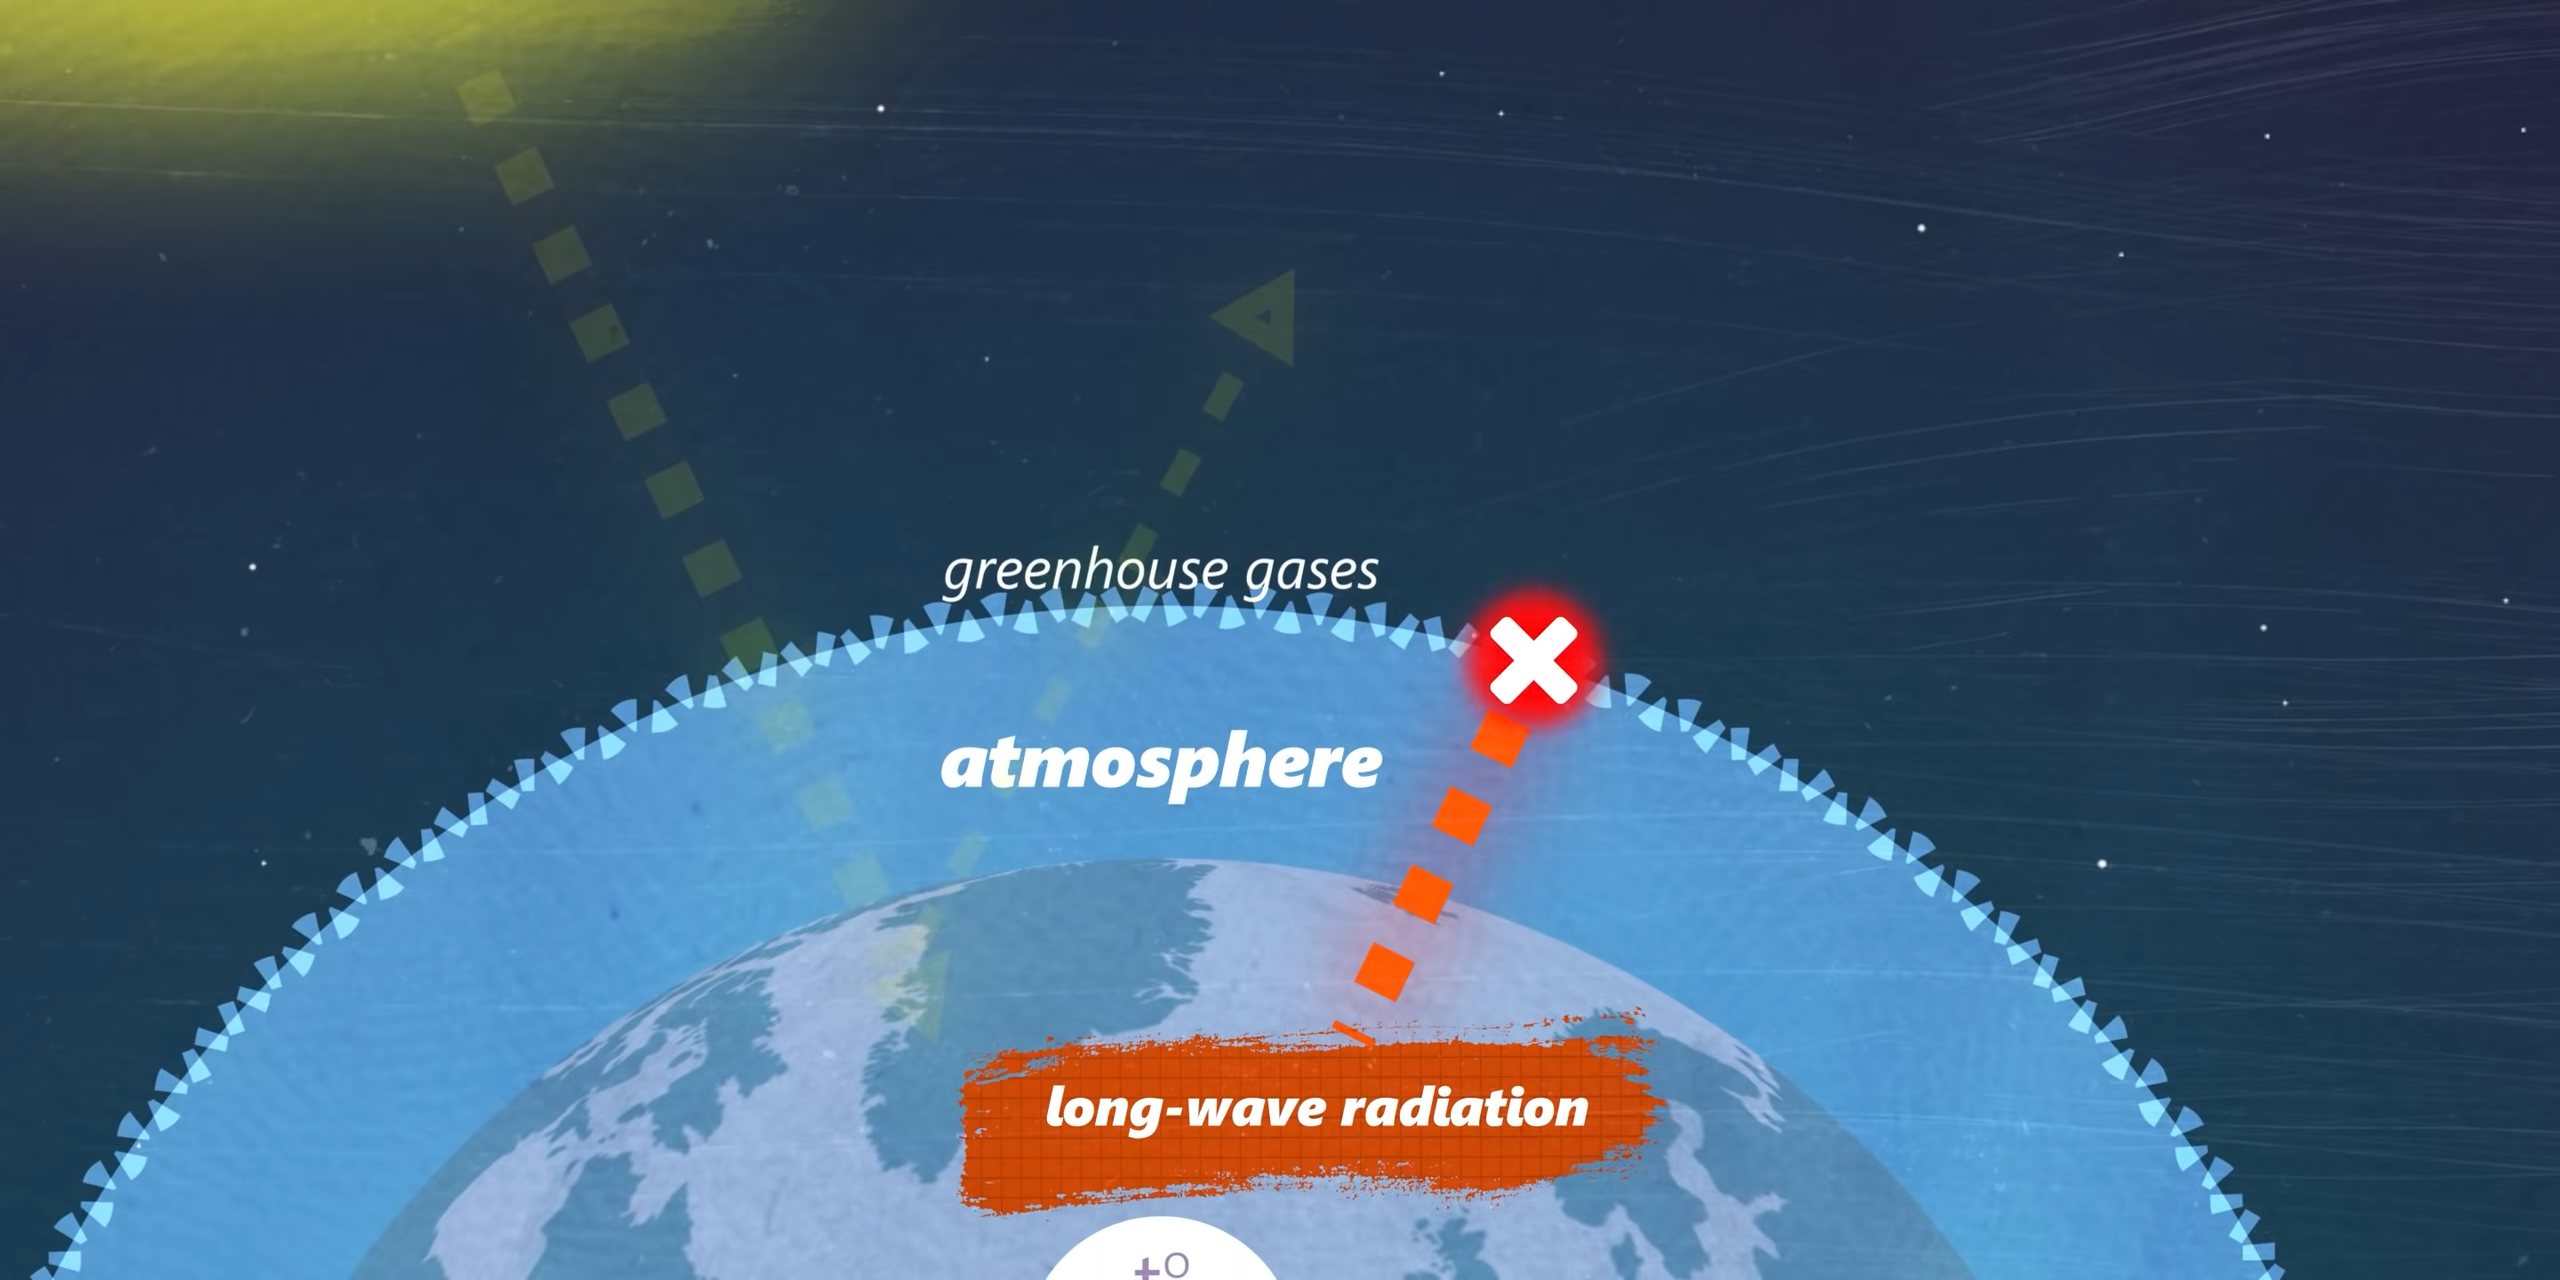 greenhouse gases
atmosphere
long-wave radiation
+o